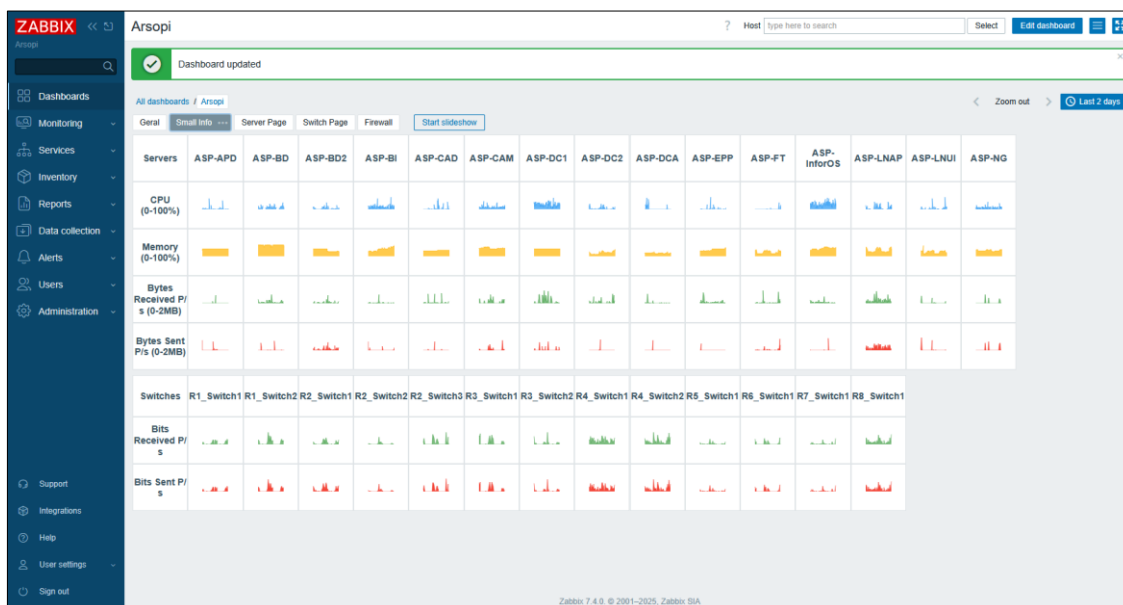 ZABBIX
Arsopi
Dashboards
Monitoring
Services
Inventory
Reports
Data collection
Alerts
Users
Administration
Support
Integrations
Help
User settings
Sign out
Arsopi
? Host type here to search Select Edit dashboard
Dashboard updated
All dashboards / Arsopi
Zoom out Last 2 days
Geral Small Info Server Page Switch Page Firewall Start slideshow
Servers ASP-APD ASP-BD ASP-BD2 ASP-BI ASP-CAD ASP-CAM ASP-DC1 ASP-DC2 ASP-DCA ASP-EPP ASP-FT ASP-InforOS ASP-LNAP ASP-LNUI ASP-NG
CPU
(0-100%)
Memory
(0-100%)
Bytes
Received P/
s (0-2MB)
Bytes Sent
P/s (0-2MB)
Switches R1_Switch1 R1_Switch2 R2_Switch1 R2_Switch2 R2_Switch3 R3_Switch1 R3_Switch2 R4_Switch1 R4_Switch2 R5_Switch1 R6_Switch1 R7_Switch1 R8_Switch1
Bits
Received P/
s
Bits Sent P/
s
Zabbix 7.4.0. © 2001–2025, Zabbix SIA